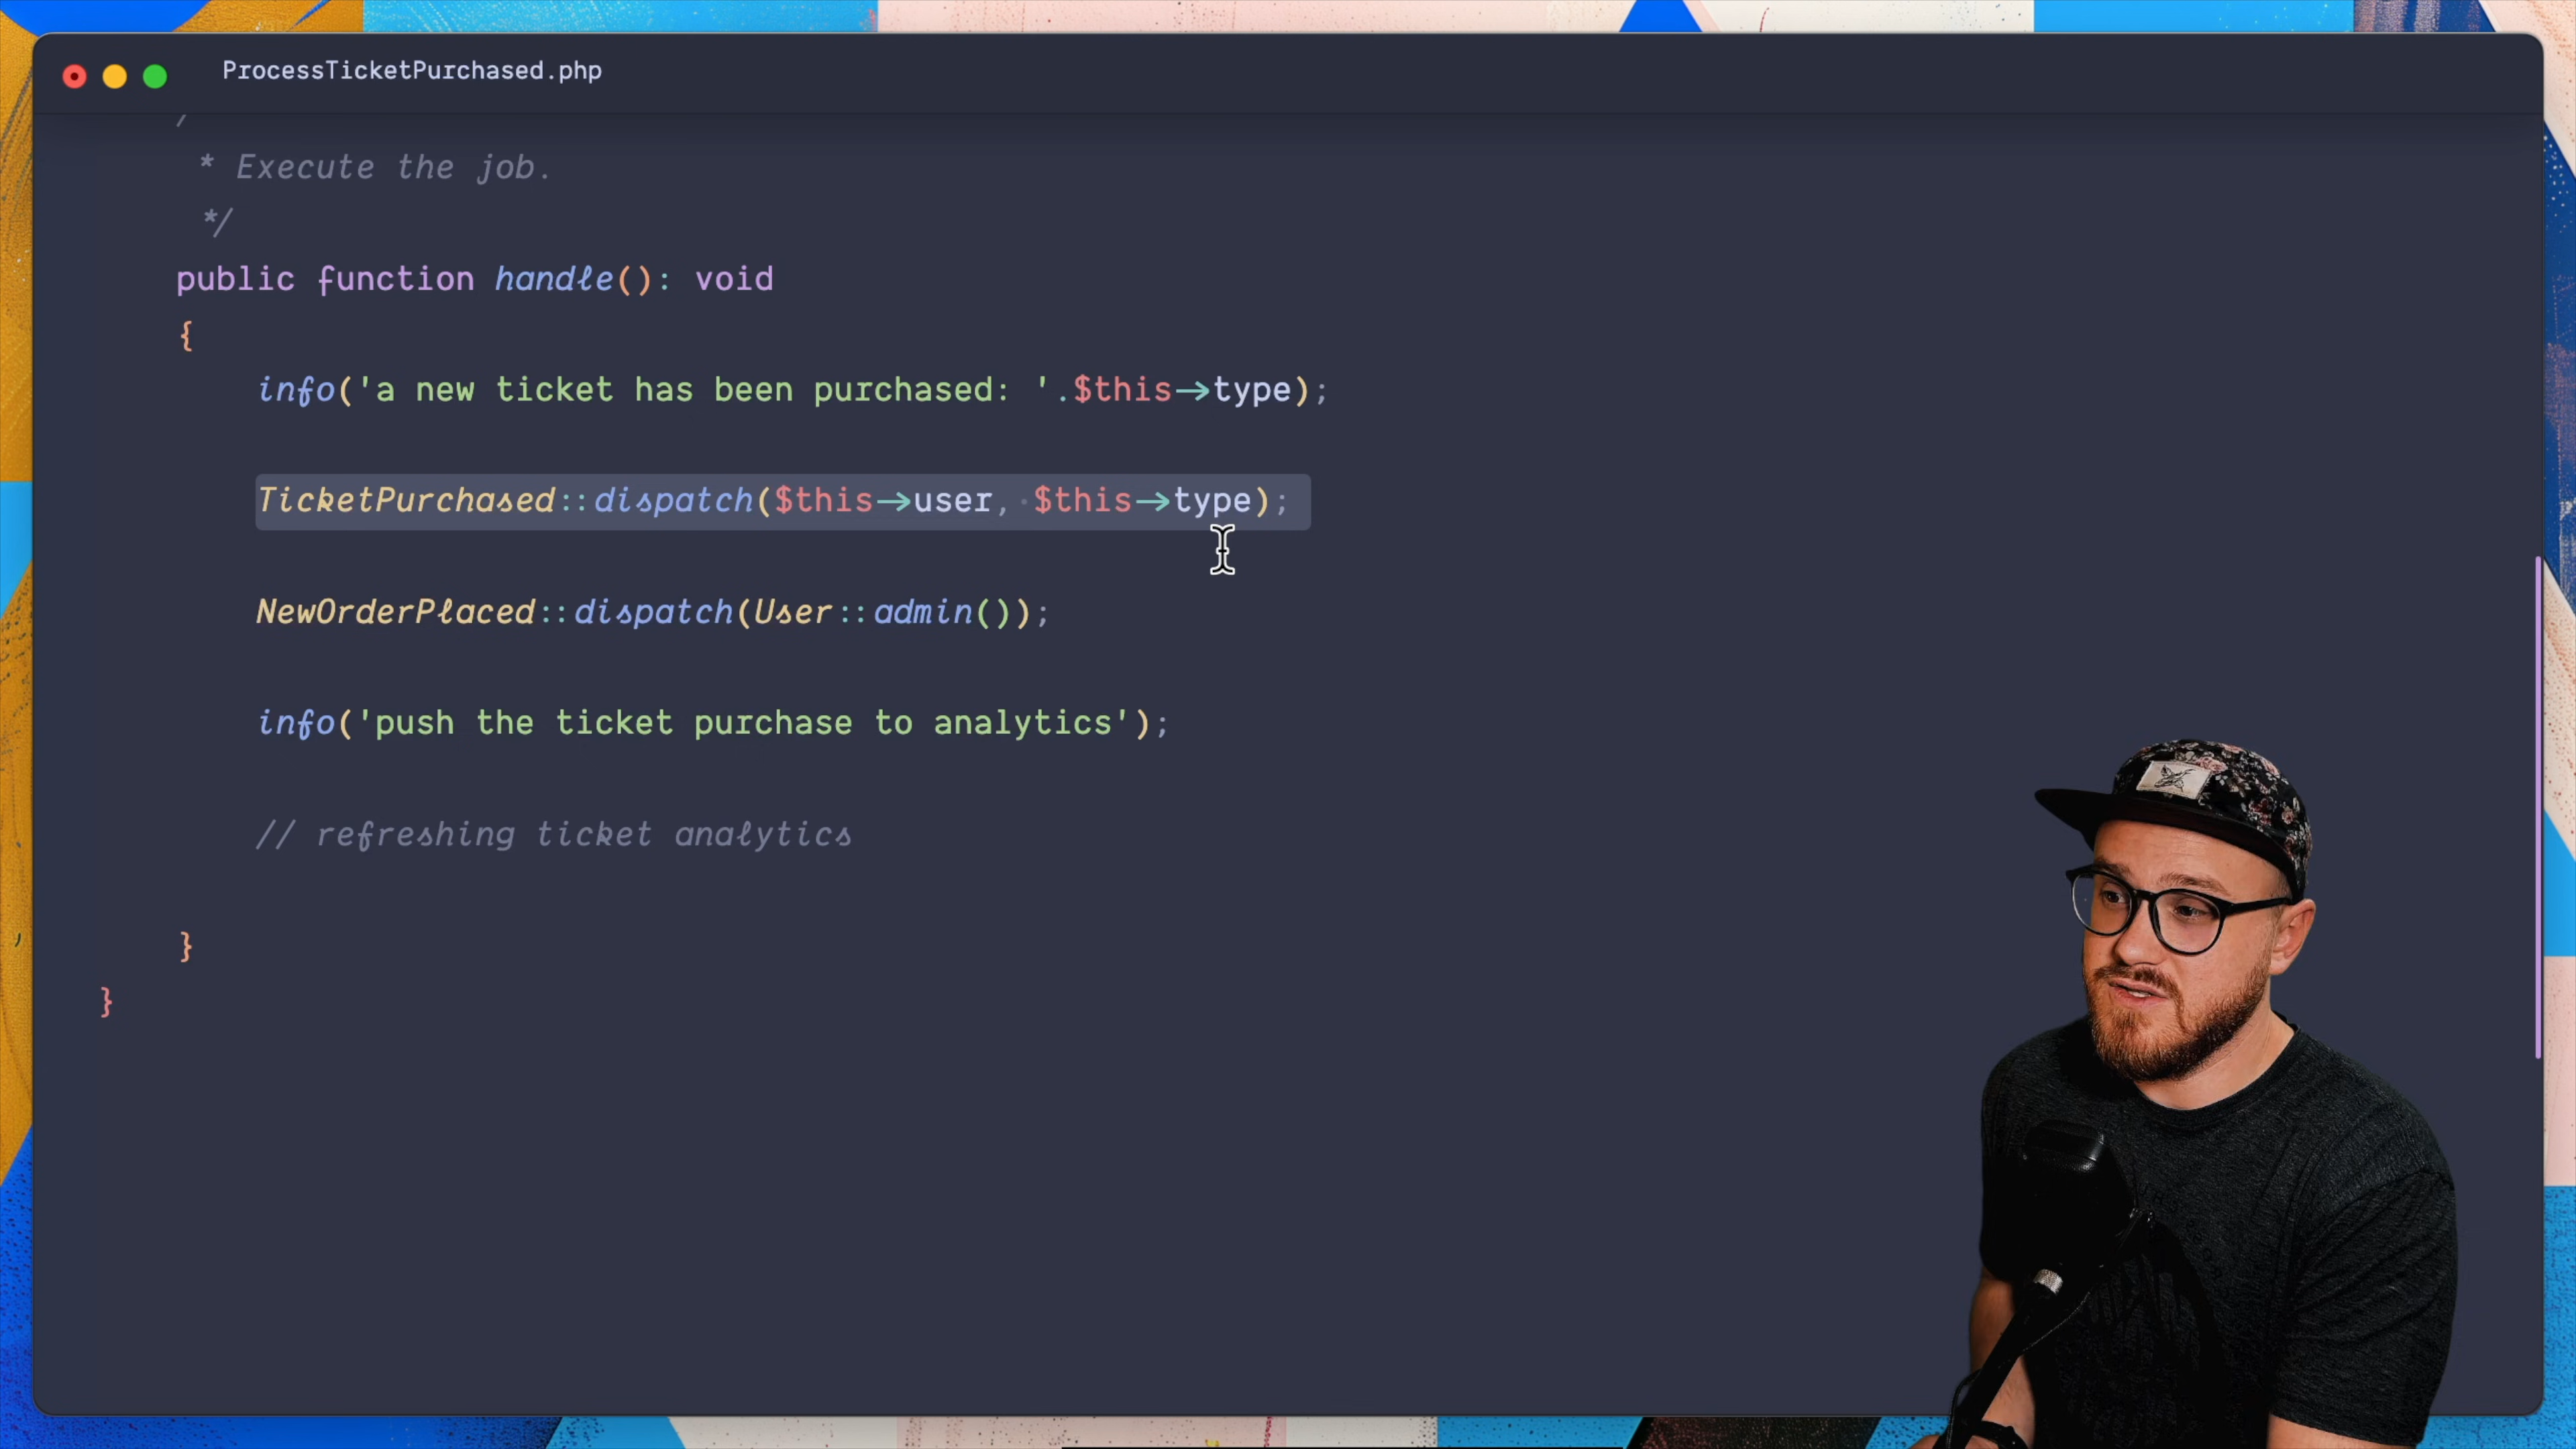 ProcessTicketPurchased.php
/
* Execute the job.
*/
public function handle(): void
{
info('a new ticket has been purchased: '.$this->type);
TicketPurchased::dispatch($this->user, $this->type);
NewOrderPlaced::dispatch(User::admin());
info('push the ticket purchase to analytics');
// refreshing ticket analytics
}
}